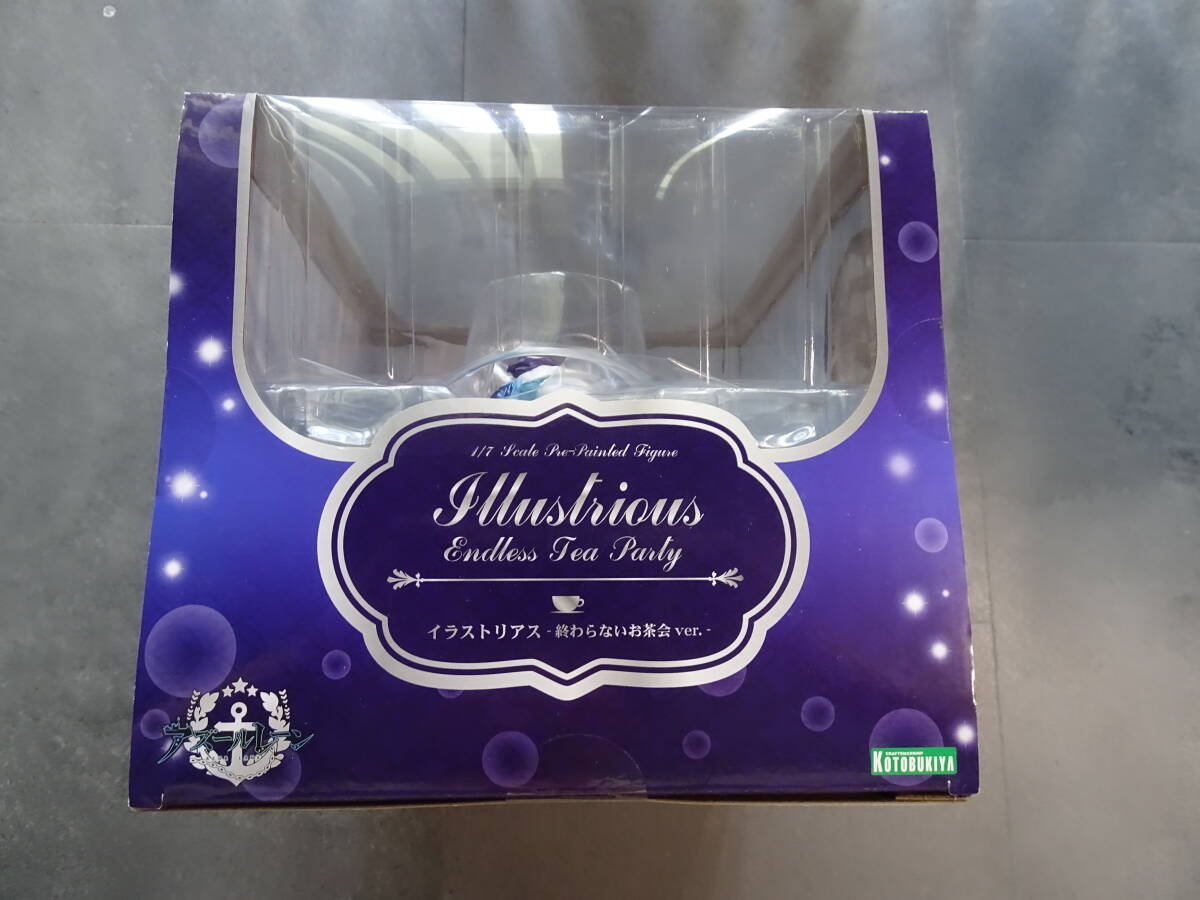 1/7 Scale Pre-Painted Figure
Illustrious
Endless Tea Party
イラストリアス - 終わらないお茶会 ver. -
アズールレーン
CRAFTSMANSHIP
KOTOBUKIYA